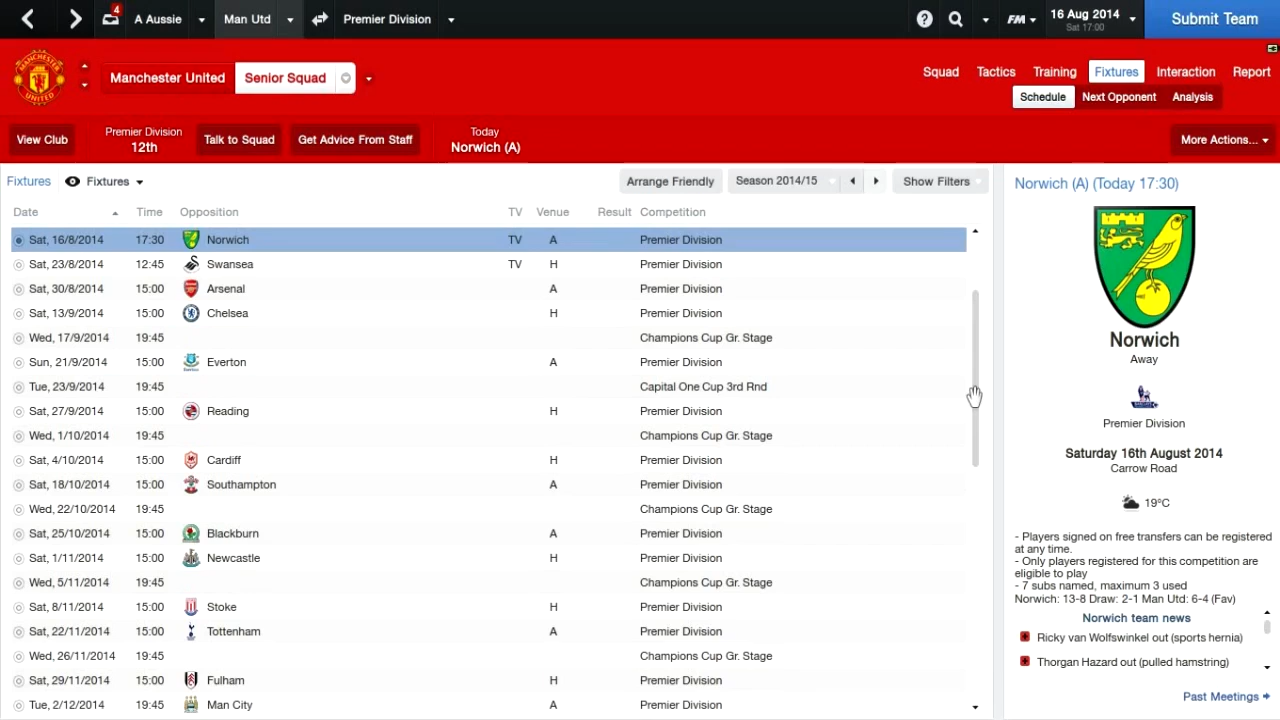 4 A Aussie Man Utd Premier Division FM 16 Aug 2014 Sat 17:00 Submit Team
Manchester United Senior Squad Squad Tactics Training Fixtures Interaction Report
Schedule Next Opponent Analysis
View Club Premier Division 12th Talk to Squad Get Advice From Staff Today Norwich (A) More Actions...
Fixtures Fixtures Arrange Friendly Season 2014/15 Show Filters
Date Time Opposition TV Venue Result Competition
Sat, 16/8/2014 17:30 Norwich TV A Premier Division
Sat, 23/8/2014 12:45 Swansea TV H Premier Division
Sat, 30/8/2014 15:00 Arsenal A Premier Division
Sat, 13/9/2014 15:00 Chelsea H Premier Division
Wed, 17/9/2014 19:45 Champions Cup Gr. Stage
Sun, 21/9/2014 15:00 Everton A Premier Division
Tue, 23/9/2014 19:45 Capital One Cup 3rd Rnd
Sat, 27/9/2014 15:00 Reading H Premier Division
Wed, 1/10/2014 19:45 Champions Cup Gr. Stage
Sat, 4/10/2014 15:00 Cardiff H Premier Division
Sat, 18/10/2014 15:00 Southampton A Premier Division
Wed, 22/10/2014 19:45 Champions Cup Gr. Stage
Sat, 25/10/2014 15:00 Blackburn A Premier Division
Sat, 1/11/2014 15:00 Newcastle H Premier Division
Wed, 5/11/2014 19:45 Champions Cup Gr. Stage
Sat, 8/11/2014 15:00 Stoke H Premier Division
Sat, 22/11/2014 15:00 Tottenham A Premier Division
Wed, 26/11/2014 19:45 Champions Cup Gr. Stage
Sat, 29/11/2014 15:00 Fulham H Premier Division
Tue, 2/12/2014 19:45 Man City A Premier Division
Norwich (A) (Today 17:30)
Norwich
Away
Premier Division
Saturday 16th August 2014
Carrow Road
19°C
- Players signed on free transfers can be registered
at any time.
- Only players registered for this competition are
eligible to play
- 7 subs named, maximum 3 used
Norwich: 13-8 Draw: 2-1 Man Utd: 6-4 (Fav)
Norwich team news
Ricky van Wolfswinkel out (sports hernia)
Thorgan Hazard out (pulled hamstring)
Past Meetings